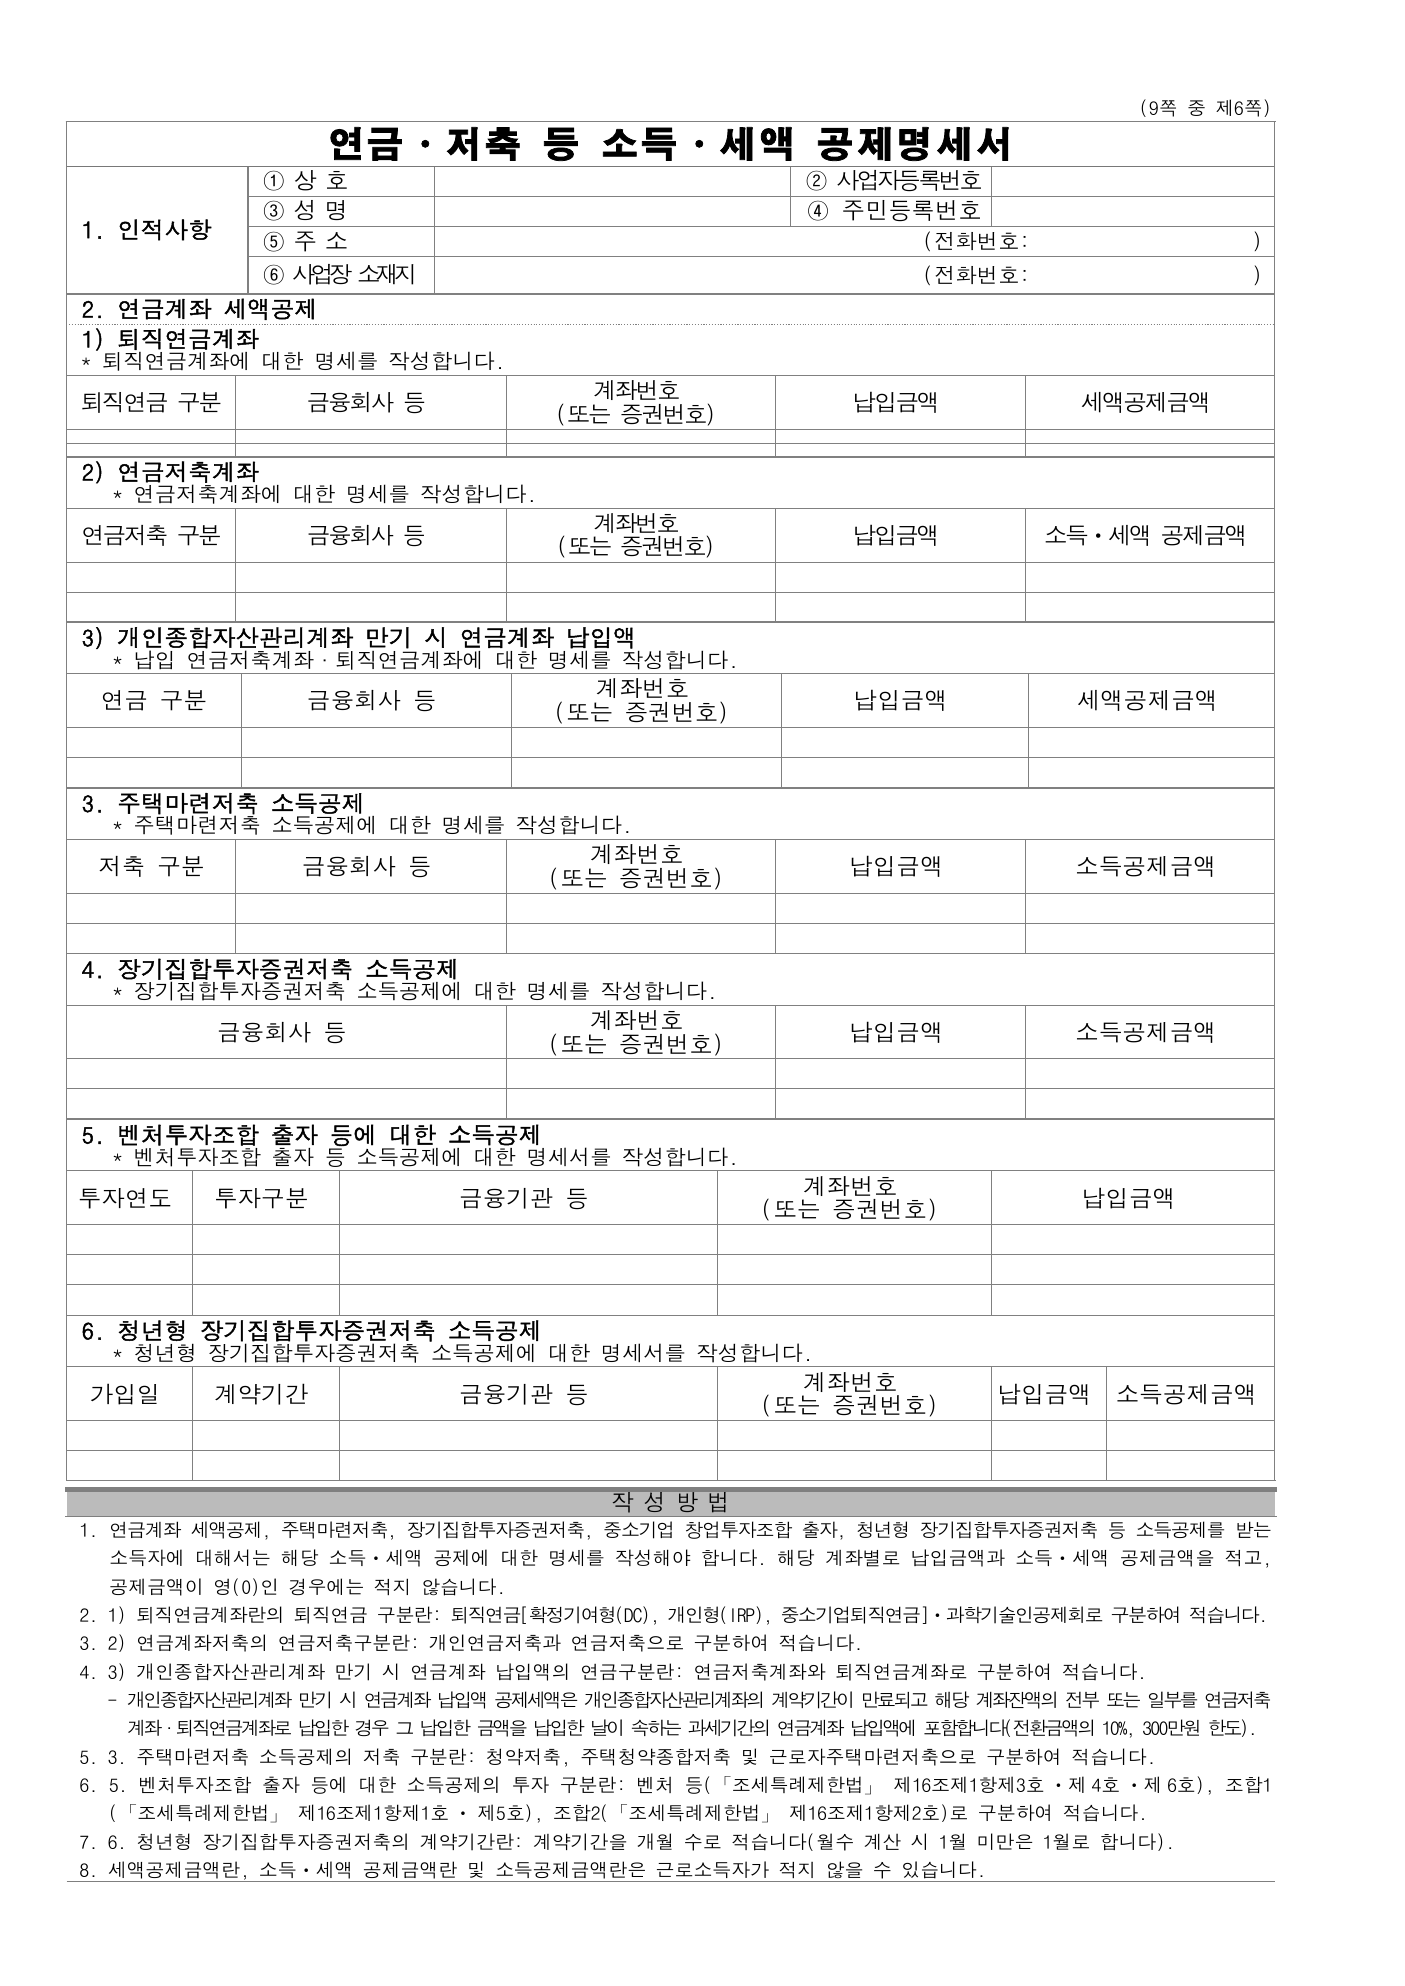 (9쪽 중 제6쪽)
연금ㆍ저축 등 소득ㆍ세액 공제명세서
1. 인적사항
① 상 호
② 사업자등록번호
③ 성 명
④ 주민등록번호
⑤ 주 소
(전화번호: )
⑥ 사업장 소재지
(전화번호: )
2. 연금계좌 세액공제
1) 퇴직연금계좌
* 퇴직연금계좌에 대한 명세를 작성합니다.
퇴직연금 구분 금융회사 등 계좌번호 (또는 증권번호) 납입금액 세액공제금액
2) 연금저축계좌
* 연금저축계좌에 대한 명세를 작성합니다.
연금저축 구분 금융회사 등 계좌번호 (또는 증권번호) 납입금액 소득ㆍ세액 공제금액
3) 개인종합자산관리계좌 만기 시 연금계좌 납입액
* 납입 연금저축계좌ㆍ퇴직연금계좌에 대한 명세를 작성합니다.
연금 구분 금융회사 등 계좌번호 (또는 증권번호) 납입금액 세액공제금액
3. 주택마련저축 소득공제
* 주택마련저축 소득공제에 대한 명세를 작성합니다.
저축 구분 금융회사 등 계좌번호 (또는 증권번호) 납입금액 소득공제금액
4. 장기집합투자증권저축 소득공제
* 장기집합투자증권저축 소득공제에 대한 명세를 작성합니다.
금융회사 등 계좌번호 (또는 증권번호) 납입금액 소득공제금액
5. 벤처투자조합 출자 등에 대한 소득공제
* 벤처투자조합 출자 등 소득공제에 대한 명세서를 작성합니다.
투자연도 투자구분 금융기관 등 계좌번호 (또는 증권번호) 납입금액
6. 청년형 장기집합투자증권저축 소득공제
* 청년형 장기집합투자증권저축 소득공제에 대한 명세서를 작성합니다.
가입일 계약기간 금융기관 등 계좌번호 (또는 증권번호) 납입금액 소득공제금액
작 성 방 법
1. 연금계좌 세액공제, 주택마련저축, 장기집합투자증권저축, 중소기업 창업투자조합 출자, 청년형 장기집합투자증권저축 등 소득공제를 받는
소득자에 대해서는 해당 소득ㆍ세액 공제에 대한 명세를 작성해야 합니다. 해당 계좌별로 납입금액과 소득ㆍ세액 공제금액을 적고,
공제금액이 영(0)인 경우에는 적지 않습니다.
2. 1) 퇴직연금계좌란의 퇴직연금 구분란: 퇴직연금[확정기여형(DC), 개인형(IRP), 중소기업퇴직연금]ㆍ과학기술인공제회로 구분하여 적습니다.
3. 2) 연금계좌저축의 연금저축구분란: 개인연금저축과 연금저축으로 구분하여 적습니다.
4. 3) 개인종합자산관리계좌 만기 시 연금계좌 납입액의 연금구분란: 연금저축계좌와 퇴직연금계좌로 구분하여 적습니다.
- 개인종합자산관리계좌 만기 시 연금계좌 납입액 공제세액은 개인종합자산관리계좌의 계약기간이 만료되고 해당 계좌잔액의 전부 또는 일부를 연금저축
계좌ㆍ퇴직연금계좌로 납입한 경우 그 납입한 금액을 납입한 날이 속하는 과세기간의 연금계좌 납입액에 포함합니다(전환금액의 10%, 300만원 한도).
5. 3. 주택마련저축 소득공제의 저축 구분란: 청약저축, 주택청약종합저축 및 근로자주택마련저축으로 구분하여 적습니다.
6. 5. 벤처투자조합 출자 등에 대한 소득공제의 투자 구분란: 벤처 등(「조세특례제한법」 제16조제1항제3호ㆍ제4호ㆍ제6호), 조합1
(「조세특례제한법」 제16조제1항제1호ㆍ 제5호), 조합2(「조세특례제한법」 제16조제1항제2호)로 구분하여 적습니다.
7. 6. 청년형 장기집합투자증권저축의 계약기간란: 계약기간을 개월 수로 적습니다(월수 계산 시 1월 미만은 1월로 합니다).
8. 세액공제금액란, 소득ㆍ세액 공제금액란 및 소득공제금액란은 근로소득자가 적지 않을 수 있습니다.